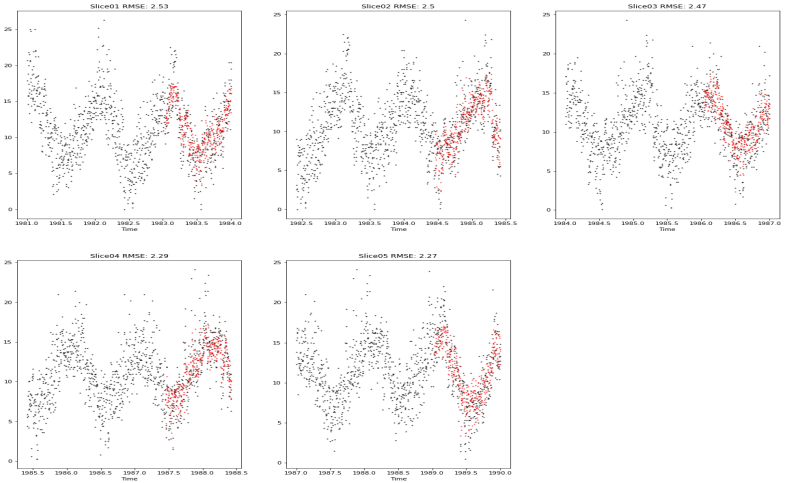 Slice01 RMSE: 2.53
25
20
15
10
5
0
1981.0 1981.5 1982.0 1982.5 1983.0 1983.5 1984.0
Time
Slice02 RMSE: 2.5
25
20
15
10
5
0
1982.5 1983.0 1983.5 1984.0 1984.5 1985.0 1985.5
Time
Slice03 RMSE: 2.47
25
20
15
10
5
0
1984.0 1984.5 1985.0 1985.5 1986.0 1986.5 1987.0
Time
Slice04 RMSE: 2.29
25
20
15
10
5
0
1985.5 1986.0 1986.5 1987.0 1987.5 1988.0 1988.5
Time
Slice05 RMSE: 2.27
25
20
15
10
5
0
1987.0 1987.5 1988.0 1988.5 1989.0 1989.5 1990.0
Time